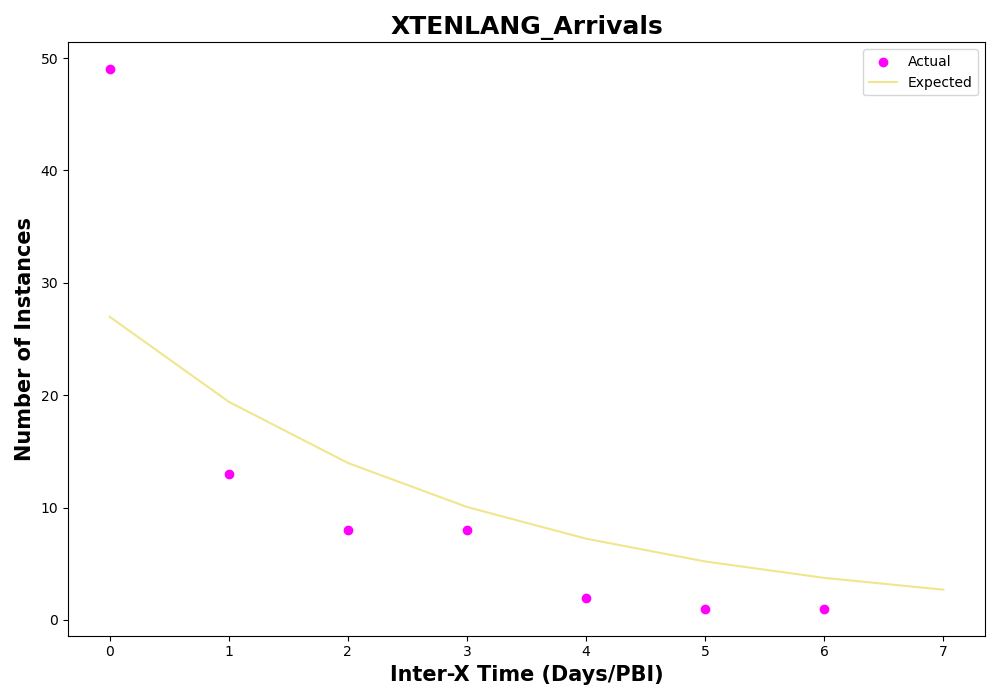 XTENLANG_Arrivals
Actual
Expected
Number of Instances
50
40
30
20
10
0
0 1 2 3 4 5 6 7
Inter-X Time (Days/PBI)